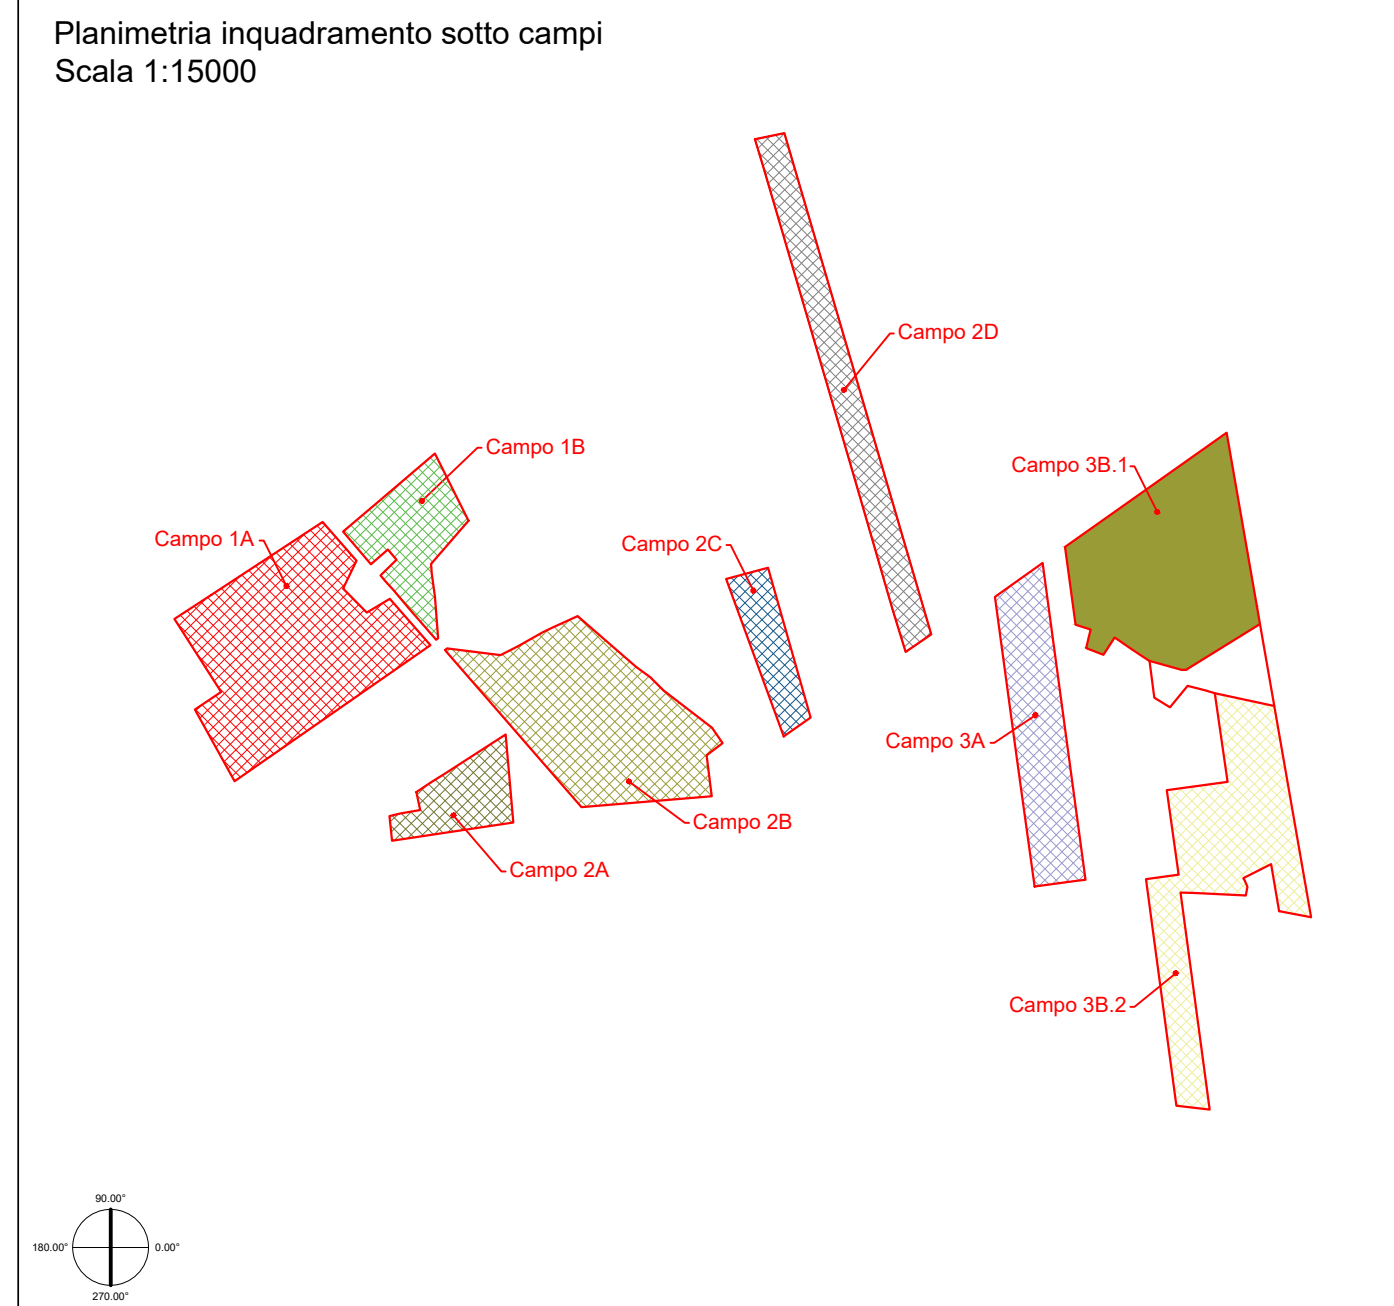 Planimetria inquadramento sotto campi
Scala 1:15000
Campo 2D
Campo 1B
Campo 3B.1
Campo 1A
Campo 2C
Campo 3A
Campo 2B
Campo 2A
Campo 3B.2
90.00°
180.00°
0.00°
270.00°